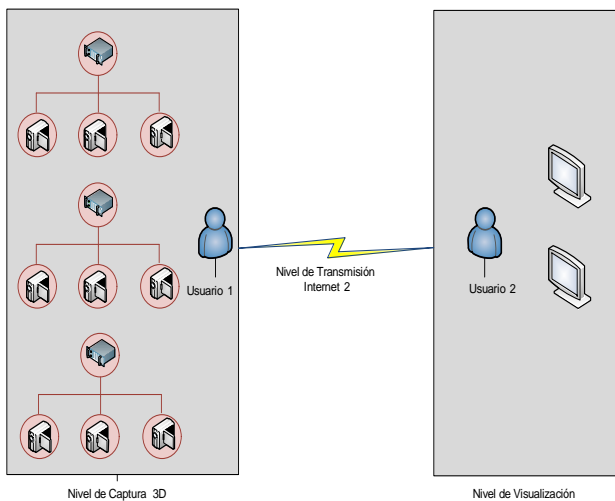 Usuario 1
Nivel de Transmisión
Internet 2
Usuario 2
Nivel de Captura 3D
Nivel de Visualización